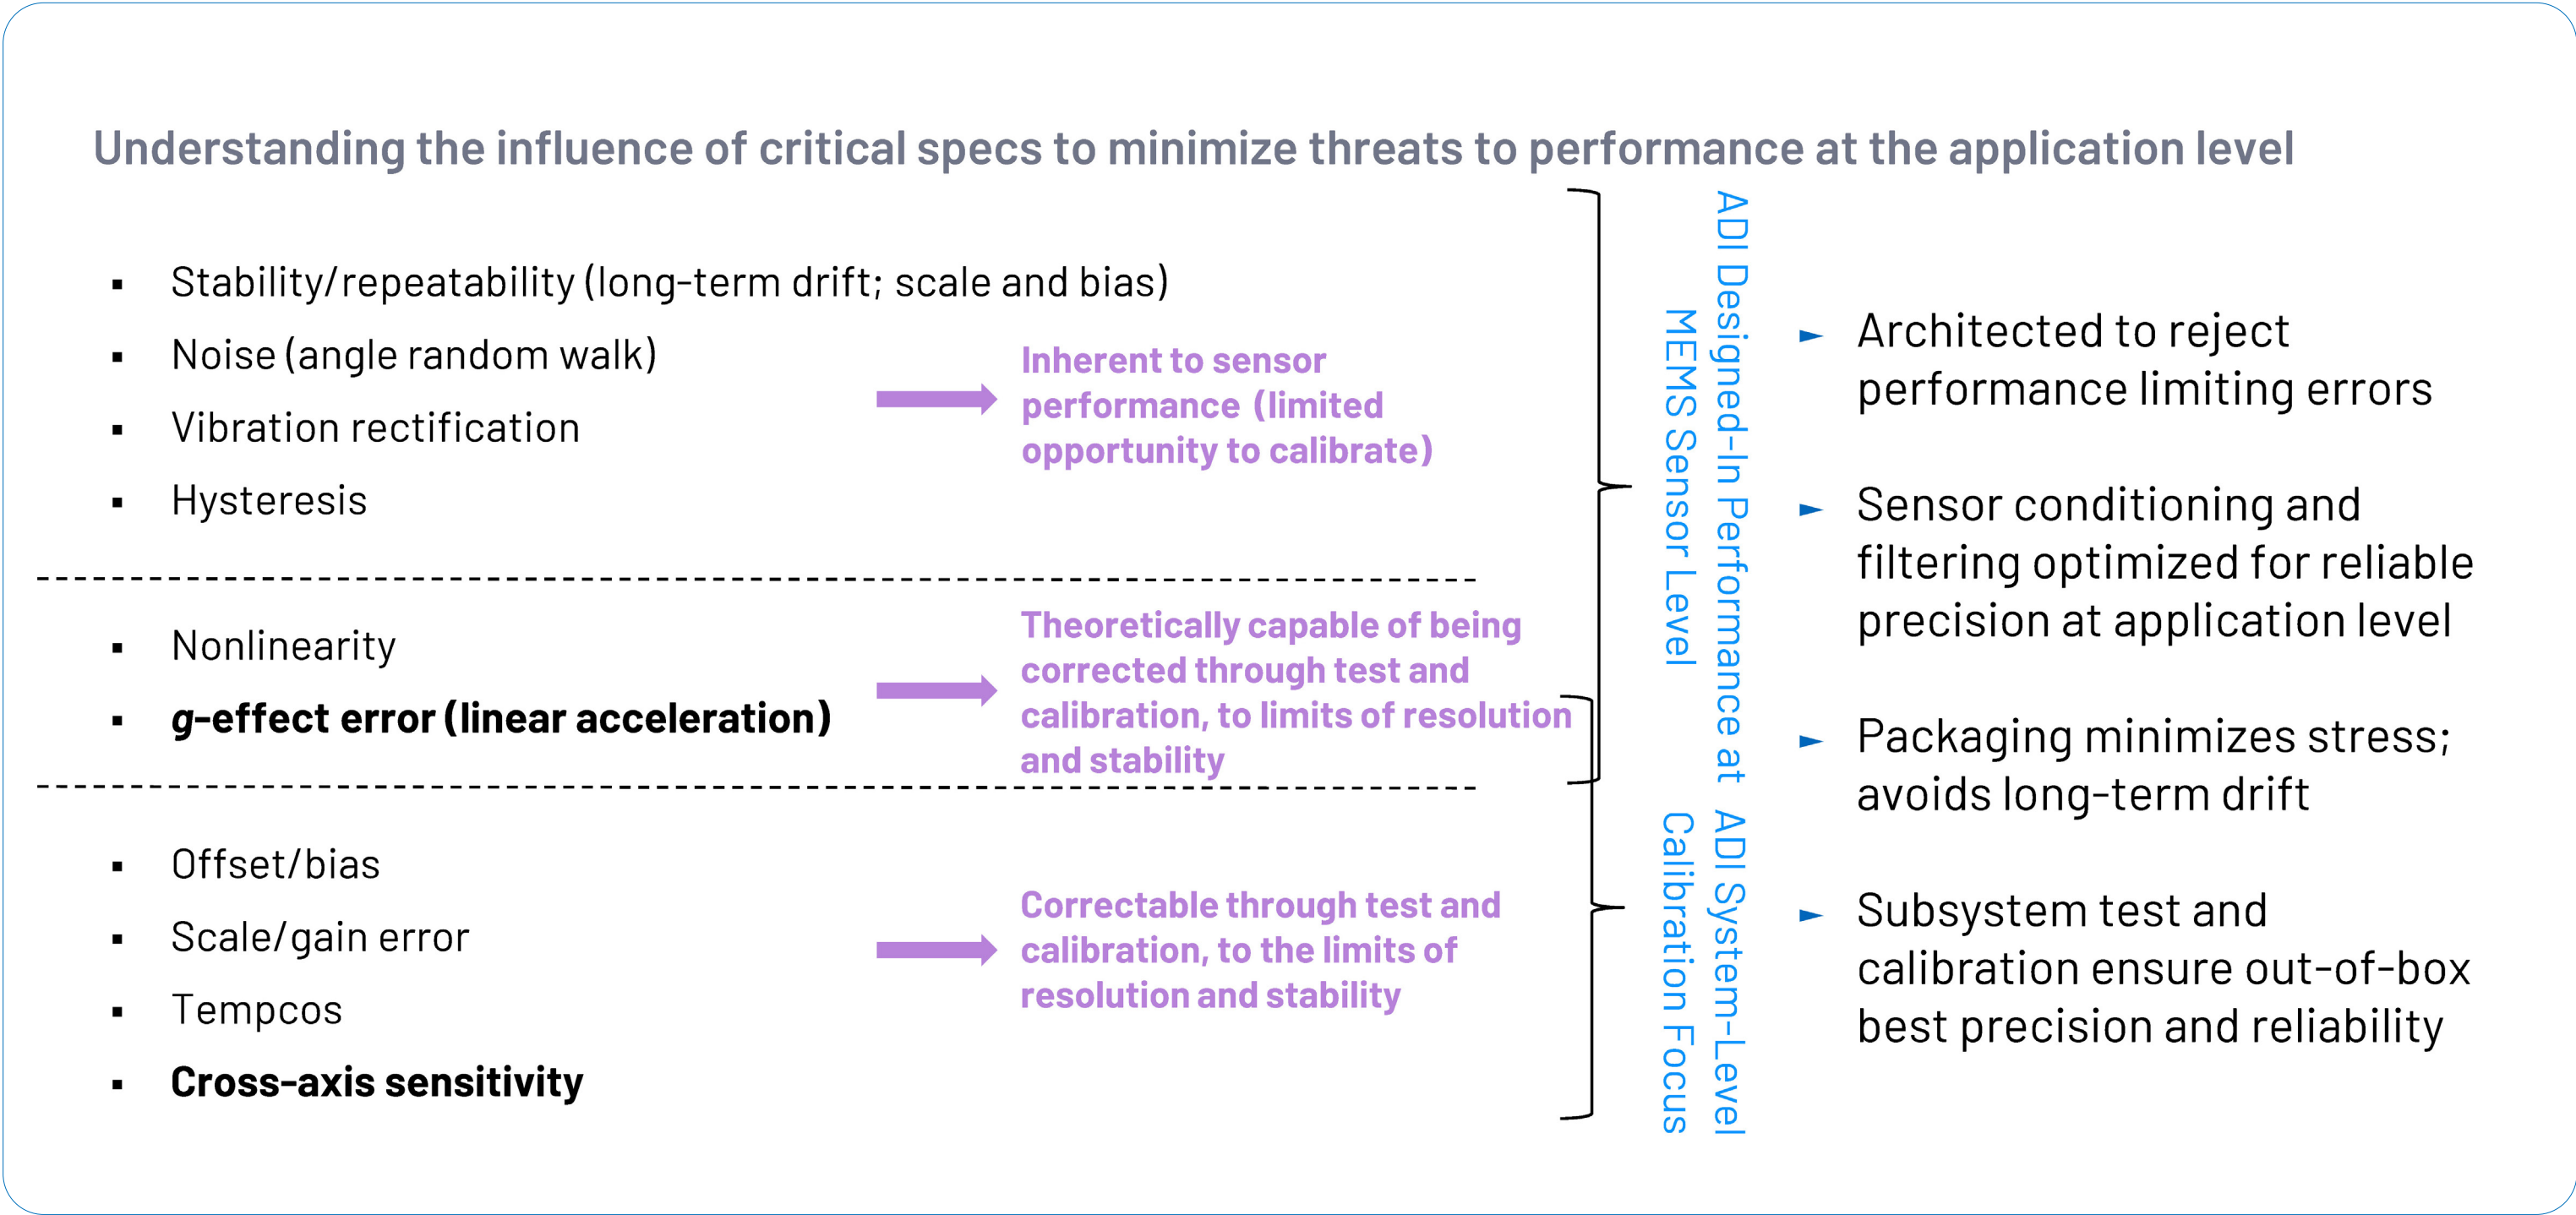 Understanding the influence of critical specs to minimize threats to performance at the application level
▪ Stability/repeatability (long-term drift; scale and bias)
▪ Noise (angle random walk)
▪ Vibration rectification
▪ Hysteresis
Inherent to sensor
performance (limited
opportunity to calibrate)
▪ Nonlinearity
▪ g-effect error (linear acceleration)
Theoretically capable of being
corrected through test and
calibration, to limits of resolution
and stability
▪ Offset/bias
▪ Scale/gain error
▪ Tempcos
▪ Cross-axis sensitivity
Correctable through test and
calibration, to the limits of
resolution and stability
ADI Designed-In Performance at
MEMS Sensor Level
ADI System-Level
Calibration Focus
► Architected to reject
performance limiting errors
► Sensor conditioning and
filtering optimized for reliable
precision at application level
► Packaging minimizes stress;
avoids long-term drift
► Subsystem test and
calibration ensure out-of-box
best precision and reliability